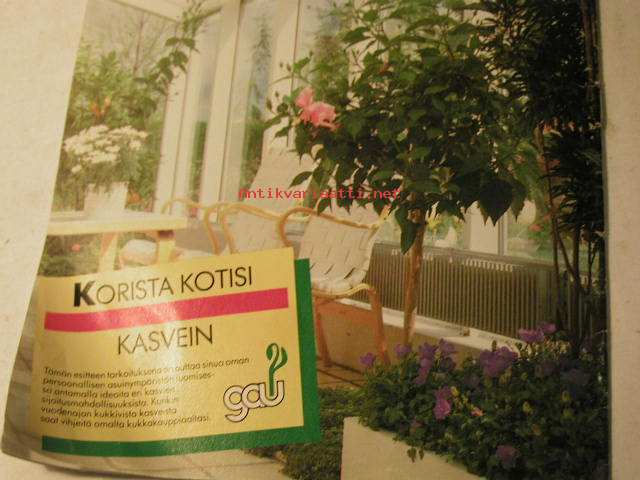 Antikvariaatti.net
KORISTA KOTISI
KASVEIN
Tämän esitteen tarkoituksena on auttaa sinua oman
persoonallisen asuinympäristön luomises-
sa antamalla ideoita eri kasvien
sijoitusmahdollisuuksista. Kunkin
vuodenajan kukkivista kasveista
saat vihjeitä omalta kukkakauppiaaltasi.
gau